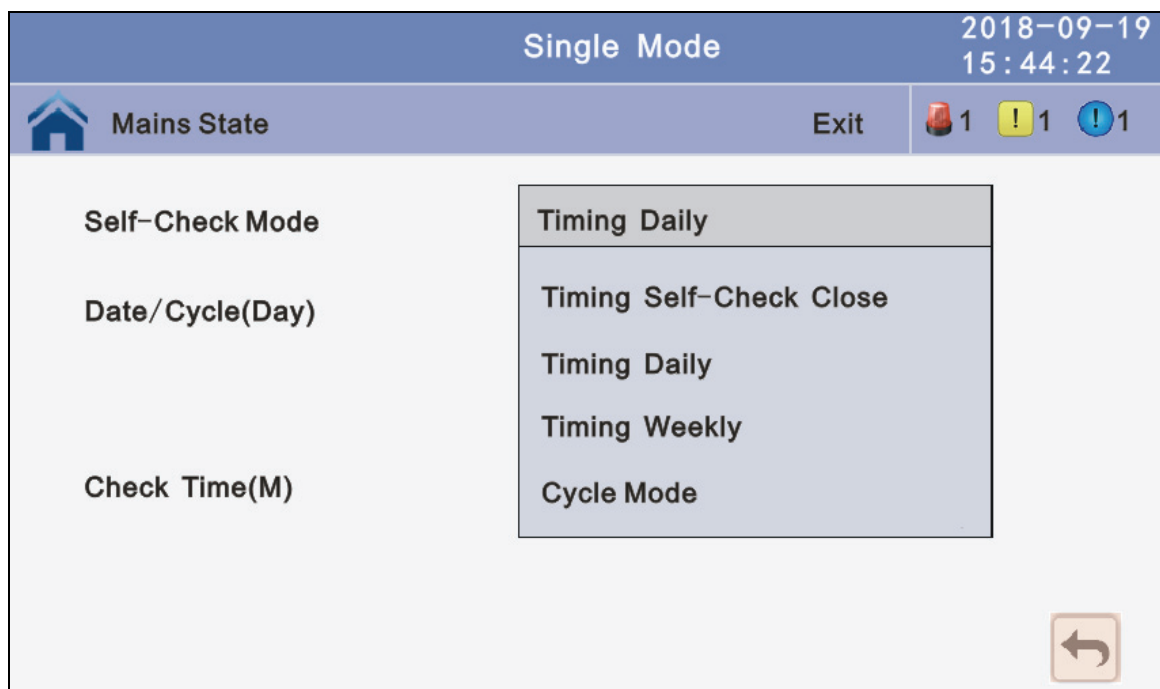 Single Mode
2018-09-19
15:44:22
Mains State
Exit
1
! 1
! 1
Self-Check Mode
Timing Daily
Date/Cycle(Day)
Timing Self-Check Close
Timing Daily
Timing Weekly
Check Time(M)
Cycle Mode